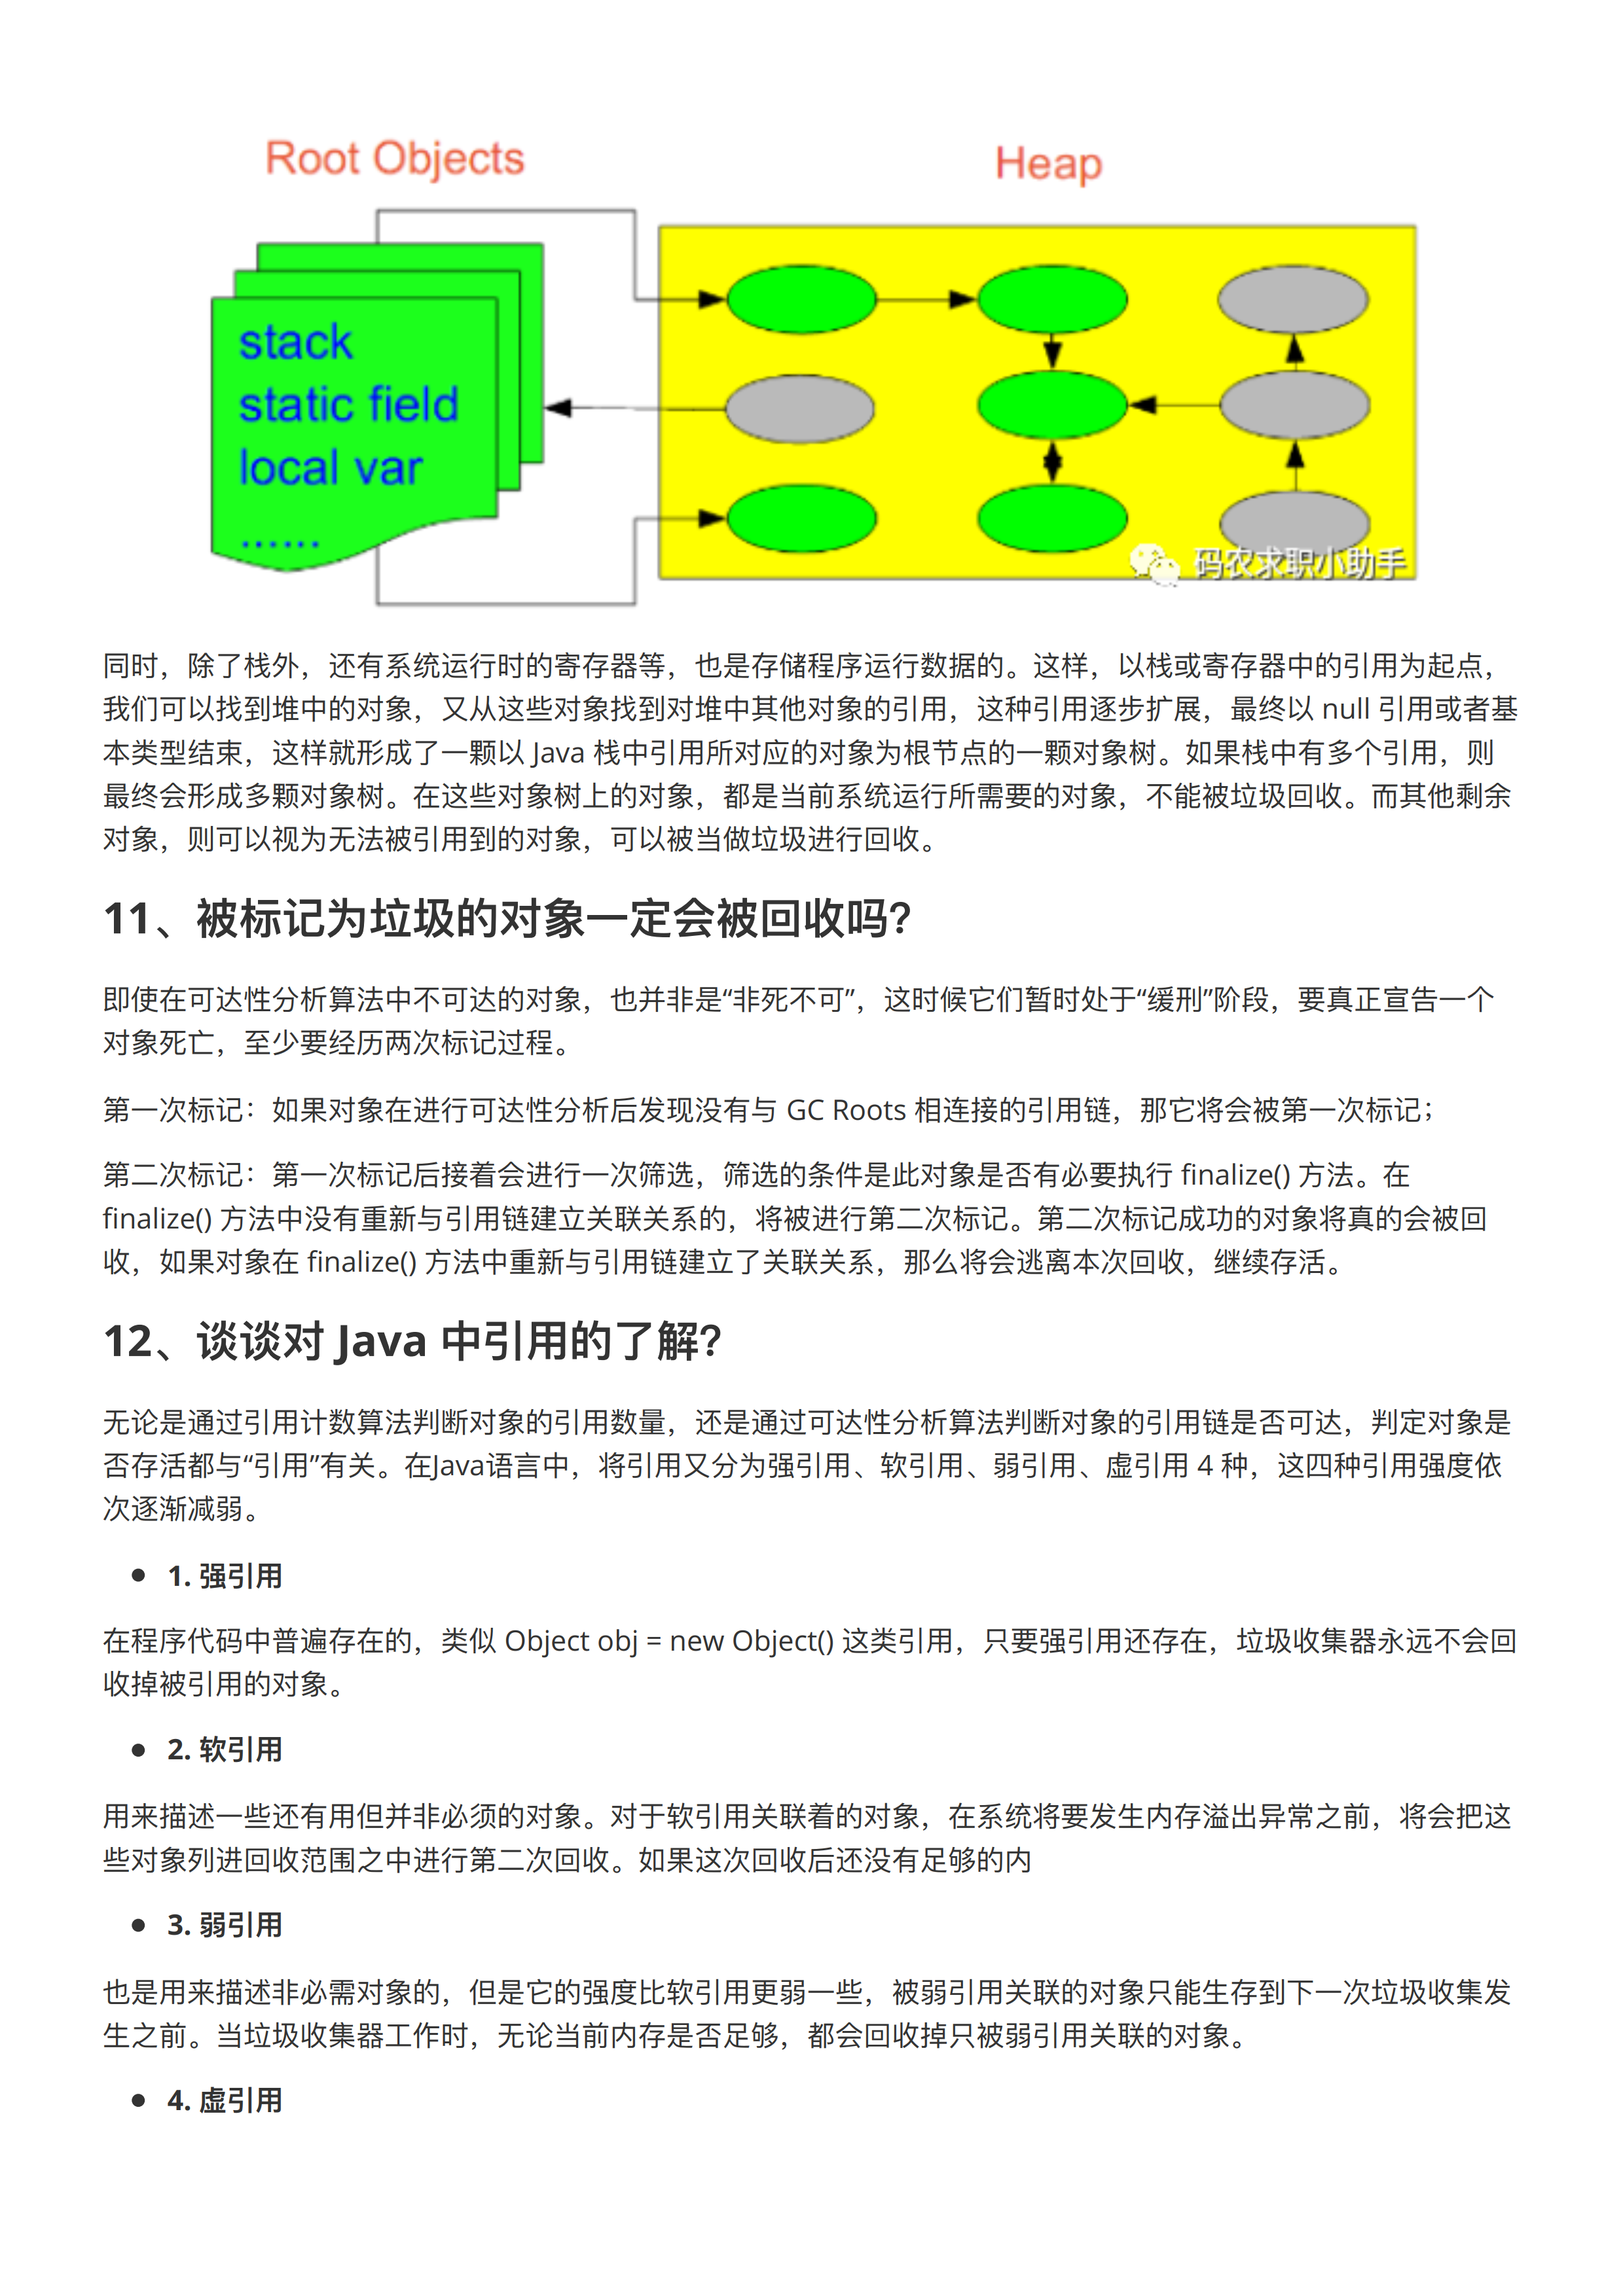 Root Objects
Heap
stack
static field
local var
......
码农求职小助手
同时，除了栈外，还有系统运行时的寄存器等，也是存储程序运行数据的。这样，以栈或寄存器中的引用为起点，
我们可以找到堆中的对象，又从这些对象找到对堆中其他对象的引用，这种引用逐步扩展，最终以 null 引用或者基
本类型结束，这样就形成了一颗以 Java 栈中引用所对应的对象为根节点的一颗对象树。如果栈中有多个引用，则
最终会形成多颗对象树。在这些对象树上的对象，都是当前系统运行所需要的对象，不能被垃圾回收。而其他剩余
对象，则可以视为无法被引用到的对象，可以被当做垃圾进行回收。
11、被标记为垃圾的对象一定会被回收吗？
即使在可达性分析算法中不可达的对象，也并非是“非死不可”，这时候它们暂时处于“缓刑”阶段，要真正宣告一个
对象死亡，至少要经历两次标记过程。
第一次标记：如果对象在进行可达性分析后发现没有与 GC Roots 相连接的引用链，那它将会被第一次标记；
第二次标记：第一次标记后接着会进行一次筛选，筛选的条件是此对象是否有必要执行 finalize() 方法。在
finalize() 方法中没有重新与引用链建立关联关系的，将被进行第二次标记。第二次标记成功的对象将真的会被回
收，如果对象在 finalize() 方法中重新与引用链建立了关联关系，那么将会逃离本次回收，继续存活。
12、谈谈对 Java 中引用的了解？
无论是通过引用计数算法判断对象的引用数量，还是通过可达性分析算法判断对象的引用链是否可达，判定对象是
否存活都与“引用”有关。在Java语言中，将引用又分为强引用、软引用、弱引用、虚引用 4 种，这四种引用强度依
次逐渐减弱。
1. 强引用
在程序代码中普遍存在的，类似 Object obj = new Object() 这类引用，只要强引用还存在，垃圾收集器永远不会回
收掉被引用的对象。
2. 软引用
用来描述一些还有用但并非必须的对象。对于软引用关联着的对象，在系统将要发生内存溢出异常之前，将会把这
些对象列进回收范围之中进行第二次回收。如果这次回收后还没有足够的内
3. 弱引用
也是用来描述非必需对象的，但是它的强度比软引用更弱一些，被弱引用关联的对象只能生存到下一次垃圾收集发
生之前。当垃圾收集器工作时，无论当前内存是否足够，都会回收掉只被弱引用关联的对象。
4. 虚引用